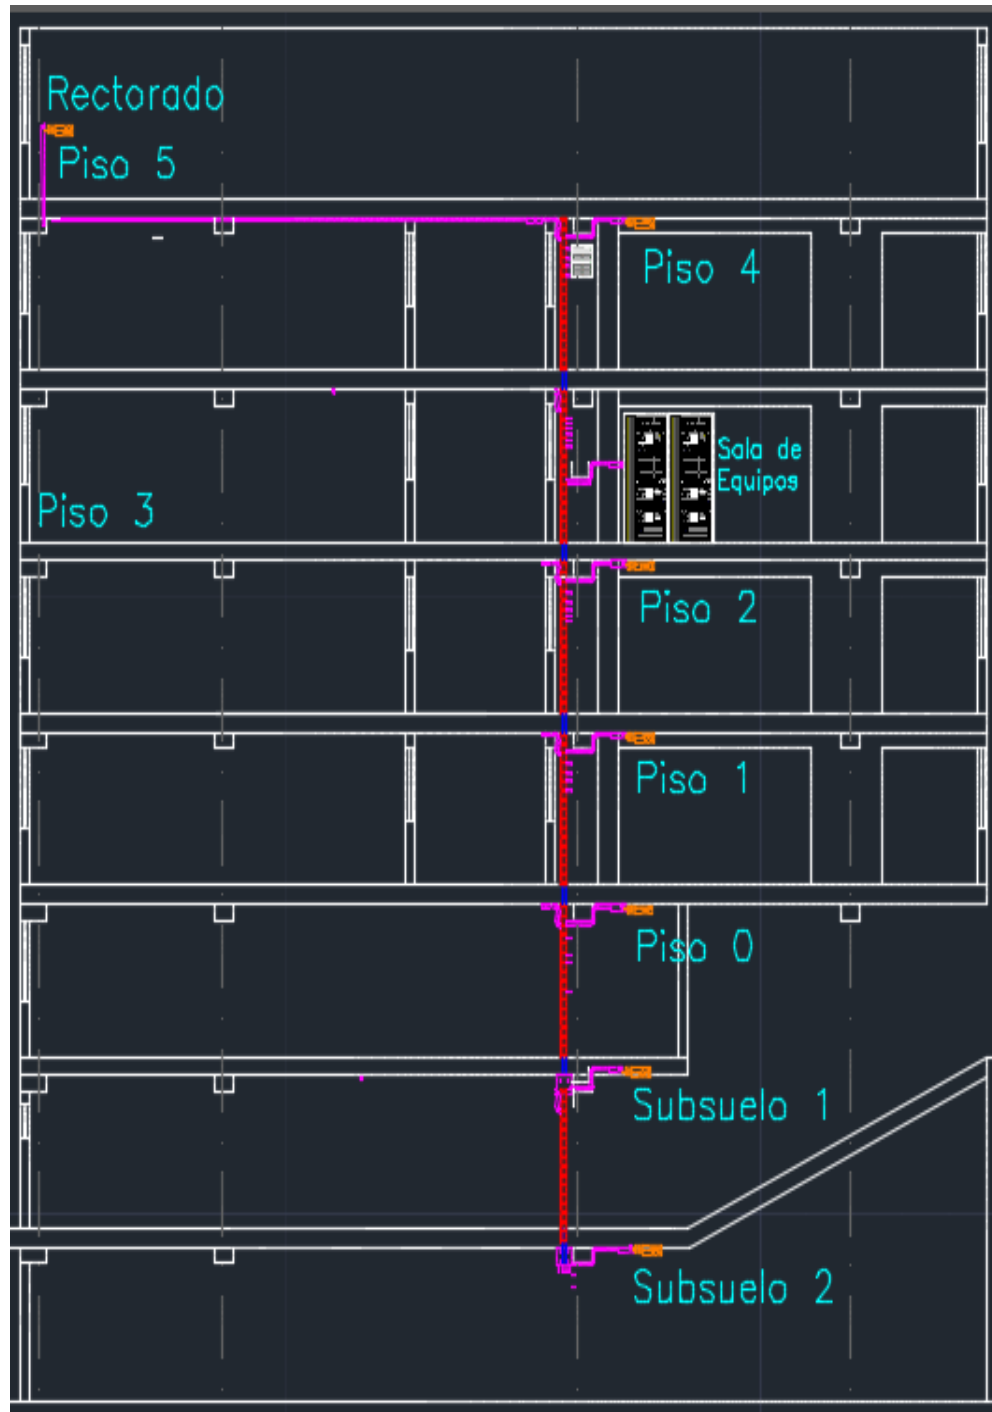 Rectorado
Piso 5
Piso 4
Sala de
Equipos
Piso 3
Piso 2
Piso 1
Piso 0
Subsuelo 1
Subsuelo 2